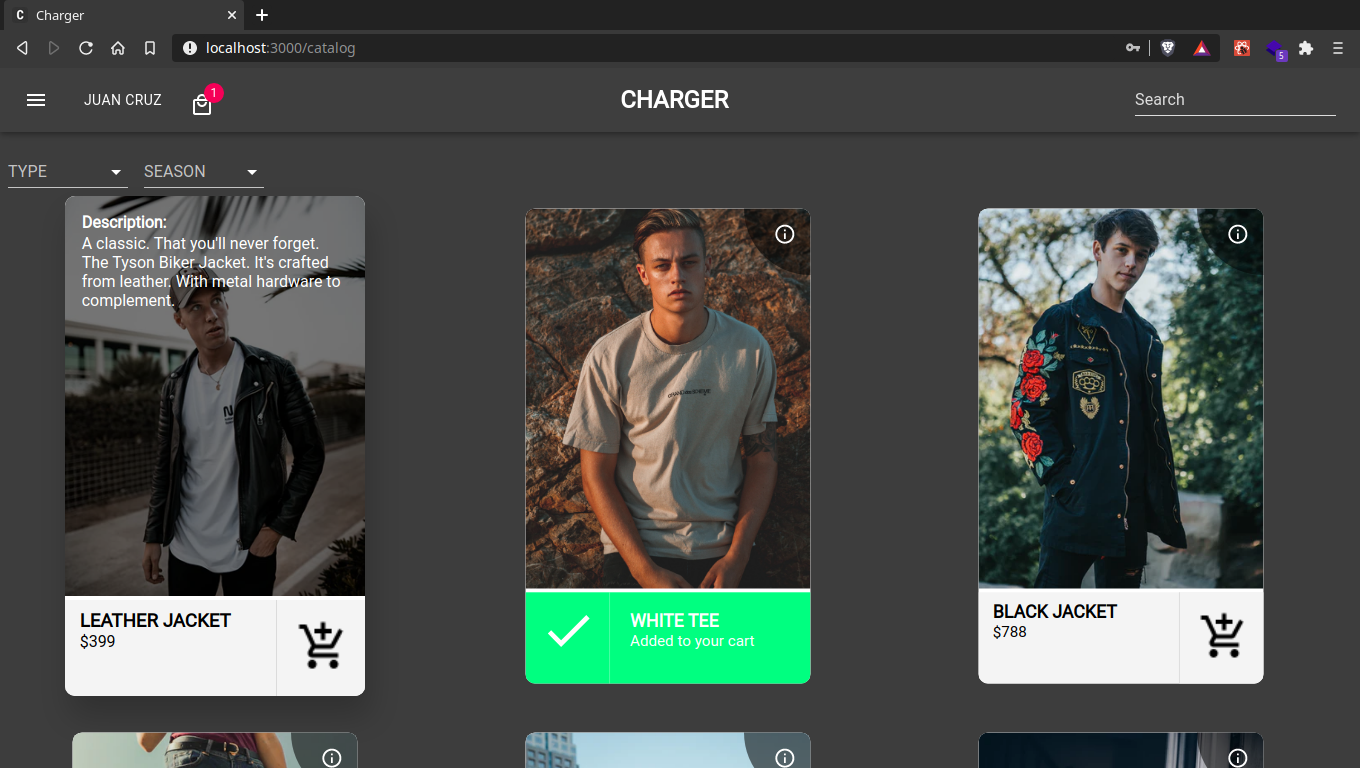 C Charger
localhost:3000/catalog
5
JUAN CRUZ
1
CHARGER
Search
TYPE
SEASON
Description:
A classic. That you'll never forget.
The Tyson Biker Jacket. It's crafted
from leather. With metal hardware to
complement.
LEATHER JACKET
$399
WHITE TEE
Added to your cart
BLACK JACKET
$788